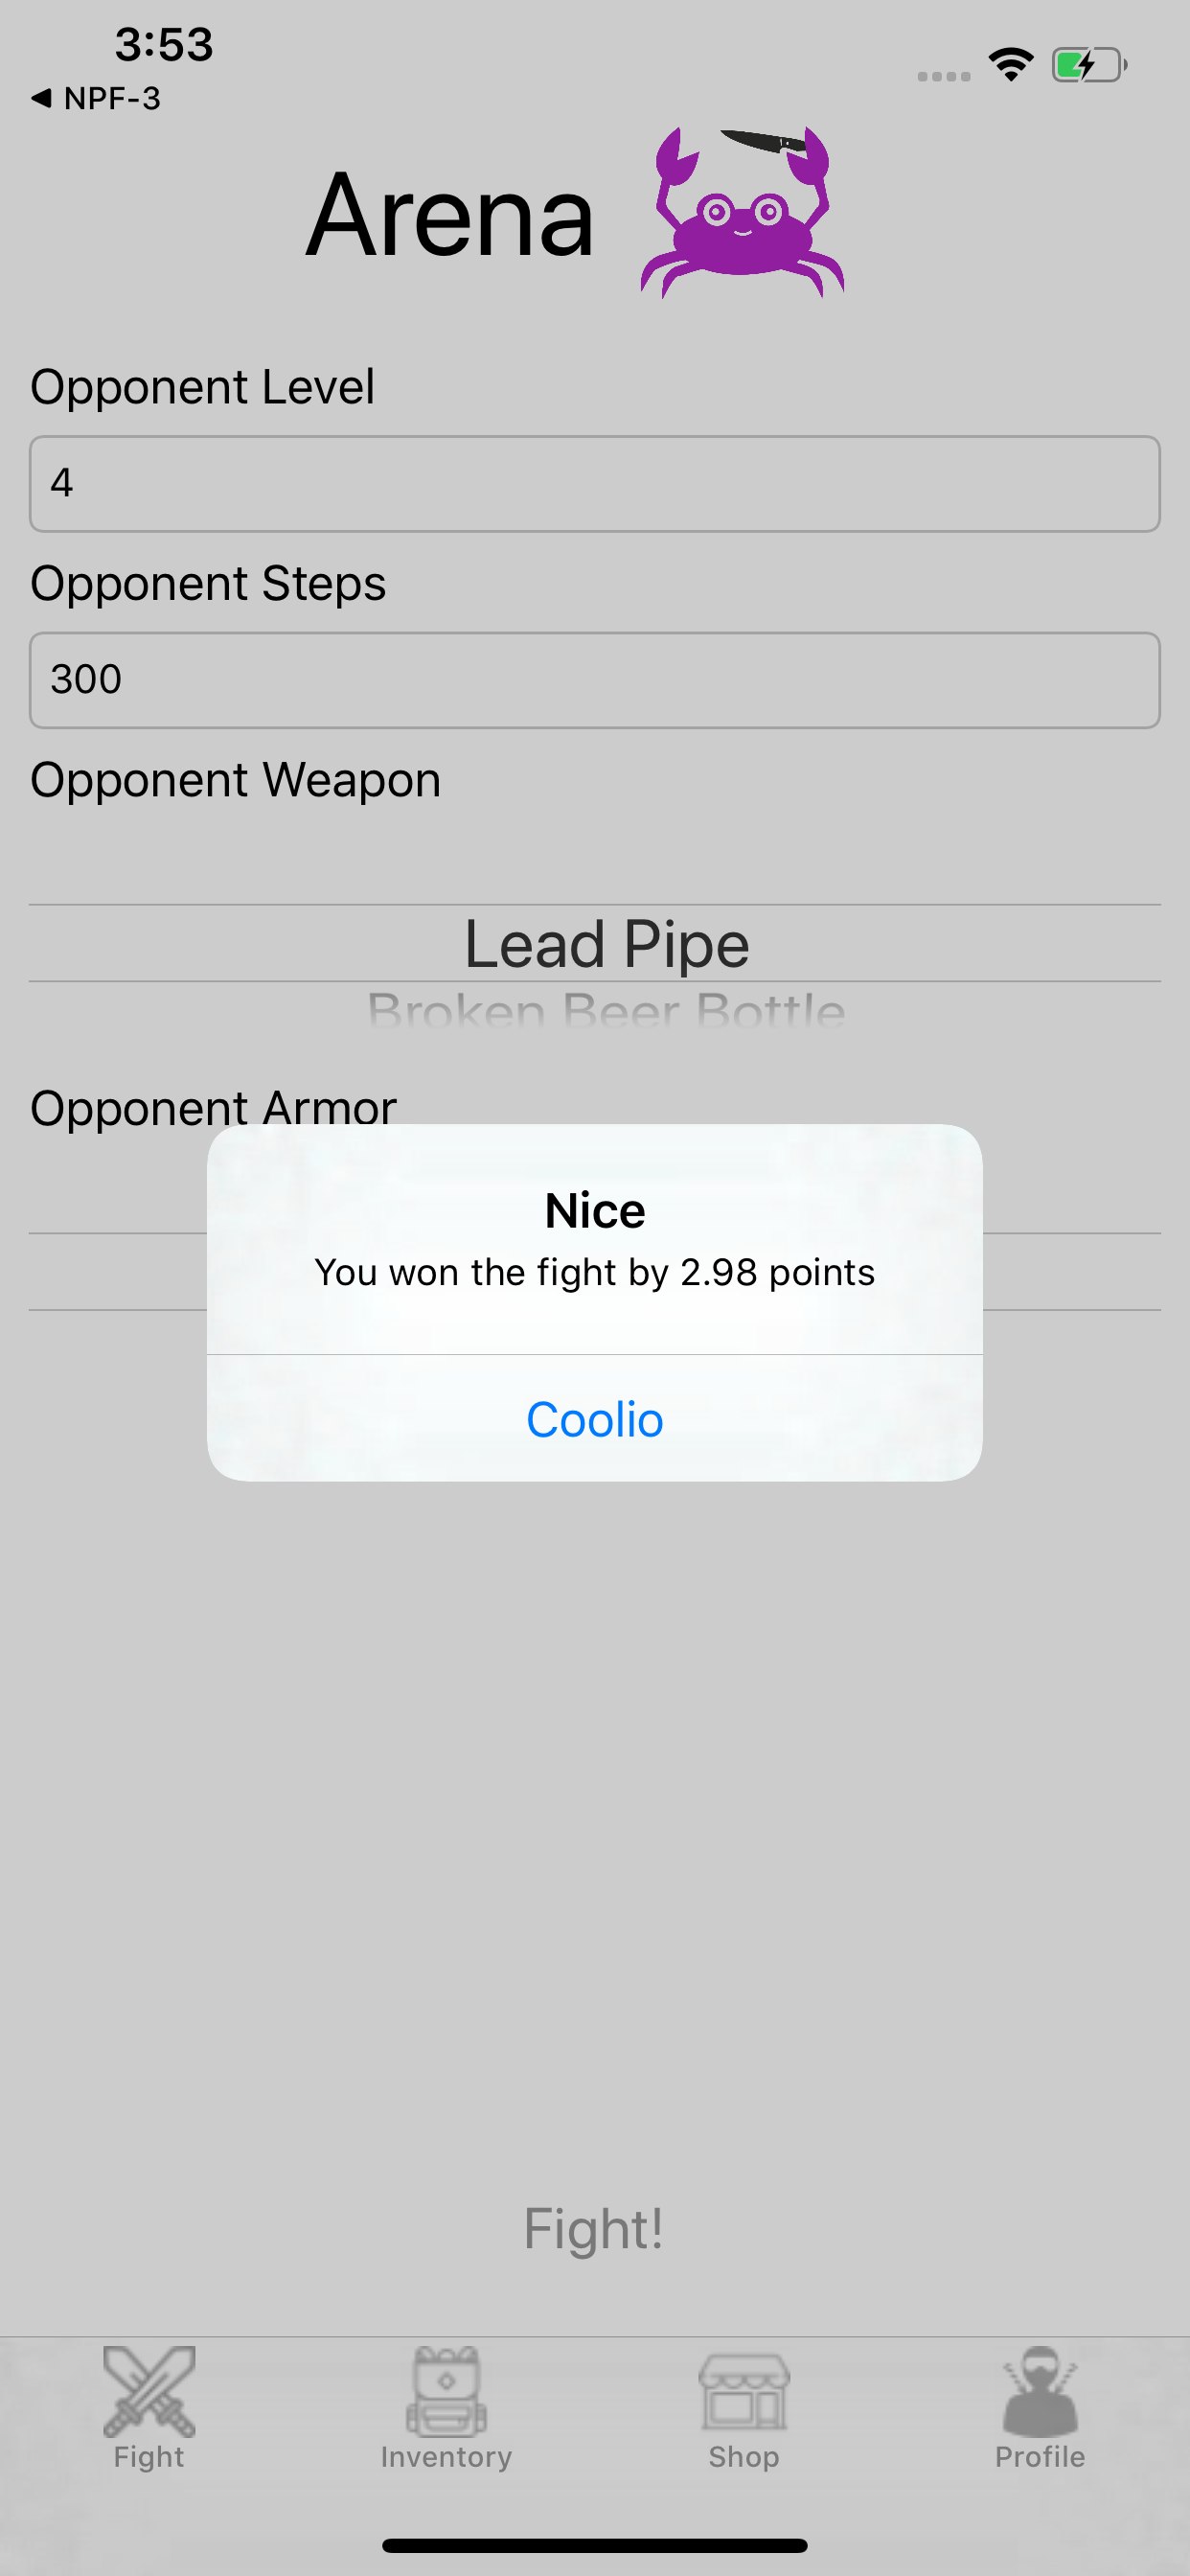 3:53
NPF-3
Arena
Opponent Level
4
Opponent Steps
300
Opponent Weapon
Lead Pipe
Broken Beer Bottle
Opponent Armor
Nice
You won the fight by 2.98 points
Coolio
Fight!
Fight
Inventory
Shop
Profile